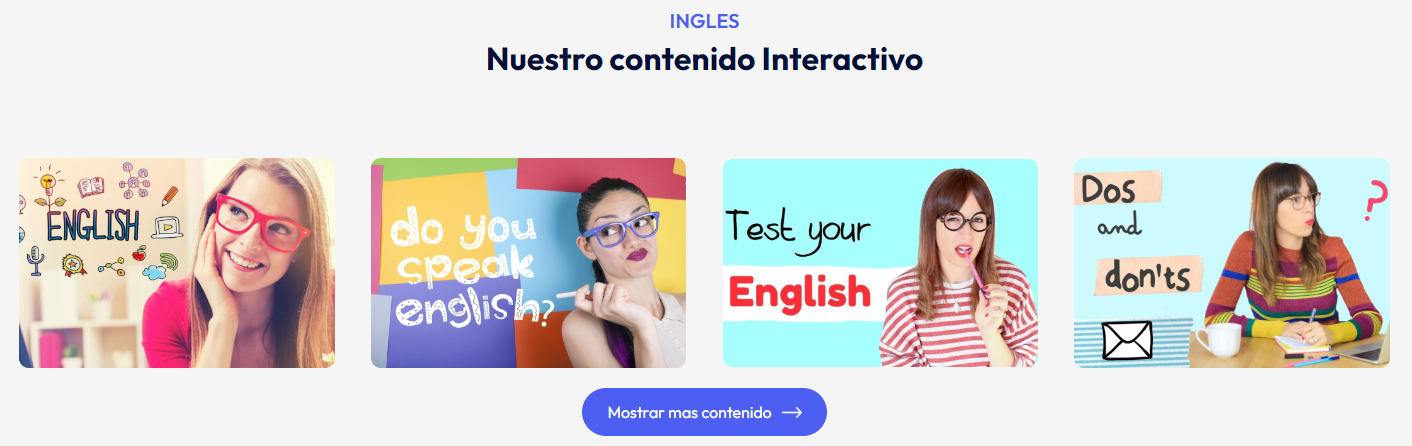 INGLES
Nuestro contenido Interactivo
ENGLISH
do you
speak
english?
Test your
English
Dos
and
don'ts
?
Mostrar mas contenido →